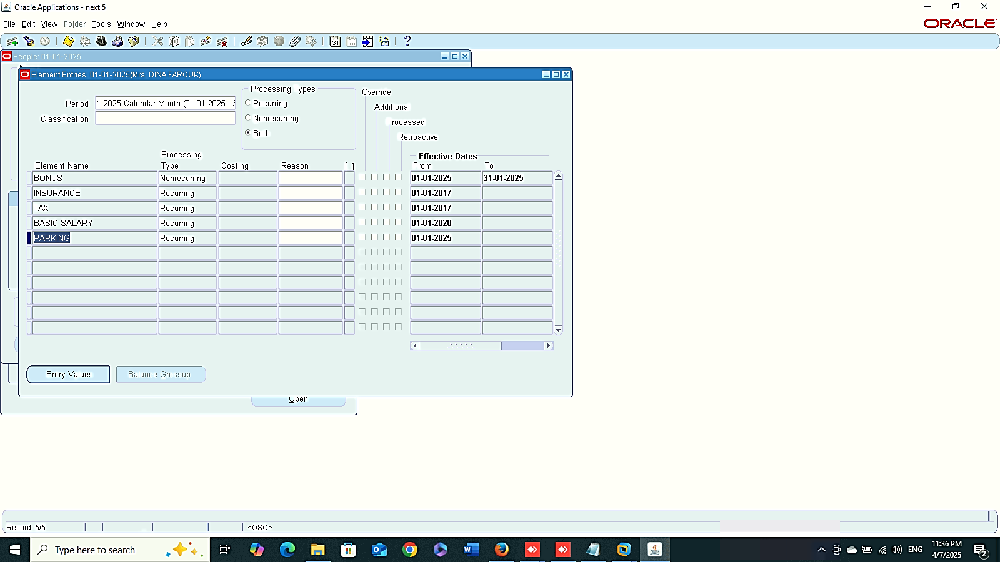 Oracle Applications - next 5
File Edit View Folder Tools Window Help
ORACLE
People: 01-01-2025
Element Entries: 01-01-2025(Mrs. DINA FAROUK)
Period 1 2025 Calendar Month (01-01-2025 - 3
Classification
Processing Types
Recurring
Nonrecurring
Both
Override
Additional
Processed
Retroactive
Effective Dates
Element Name Processing Type Costing Reason [ ] From To
BONUS Nonrecurring 01-01-2025 31-01-2025
INSURANCE Recurring 01-01-2017
TAX Recurring 01-01-2017
BASIC SALARY Recurring 01-01-2020
PARKING Recurring 01-01-2025
Entry Values Balance Grossup
Open
Record: 5/5 ... <OSC>
Type here to search
ENG
11:36 PM
4/7/2025
2